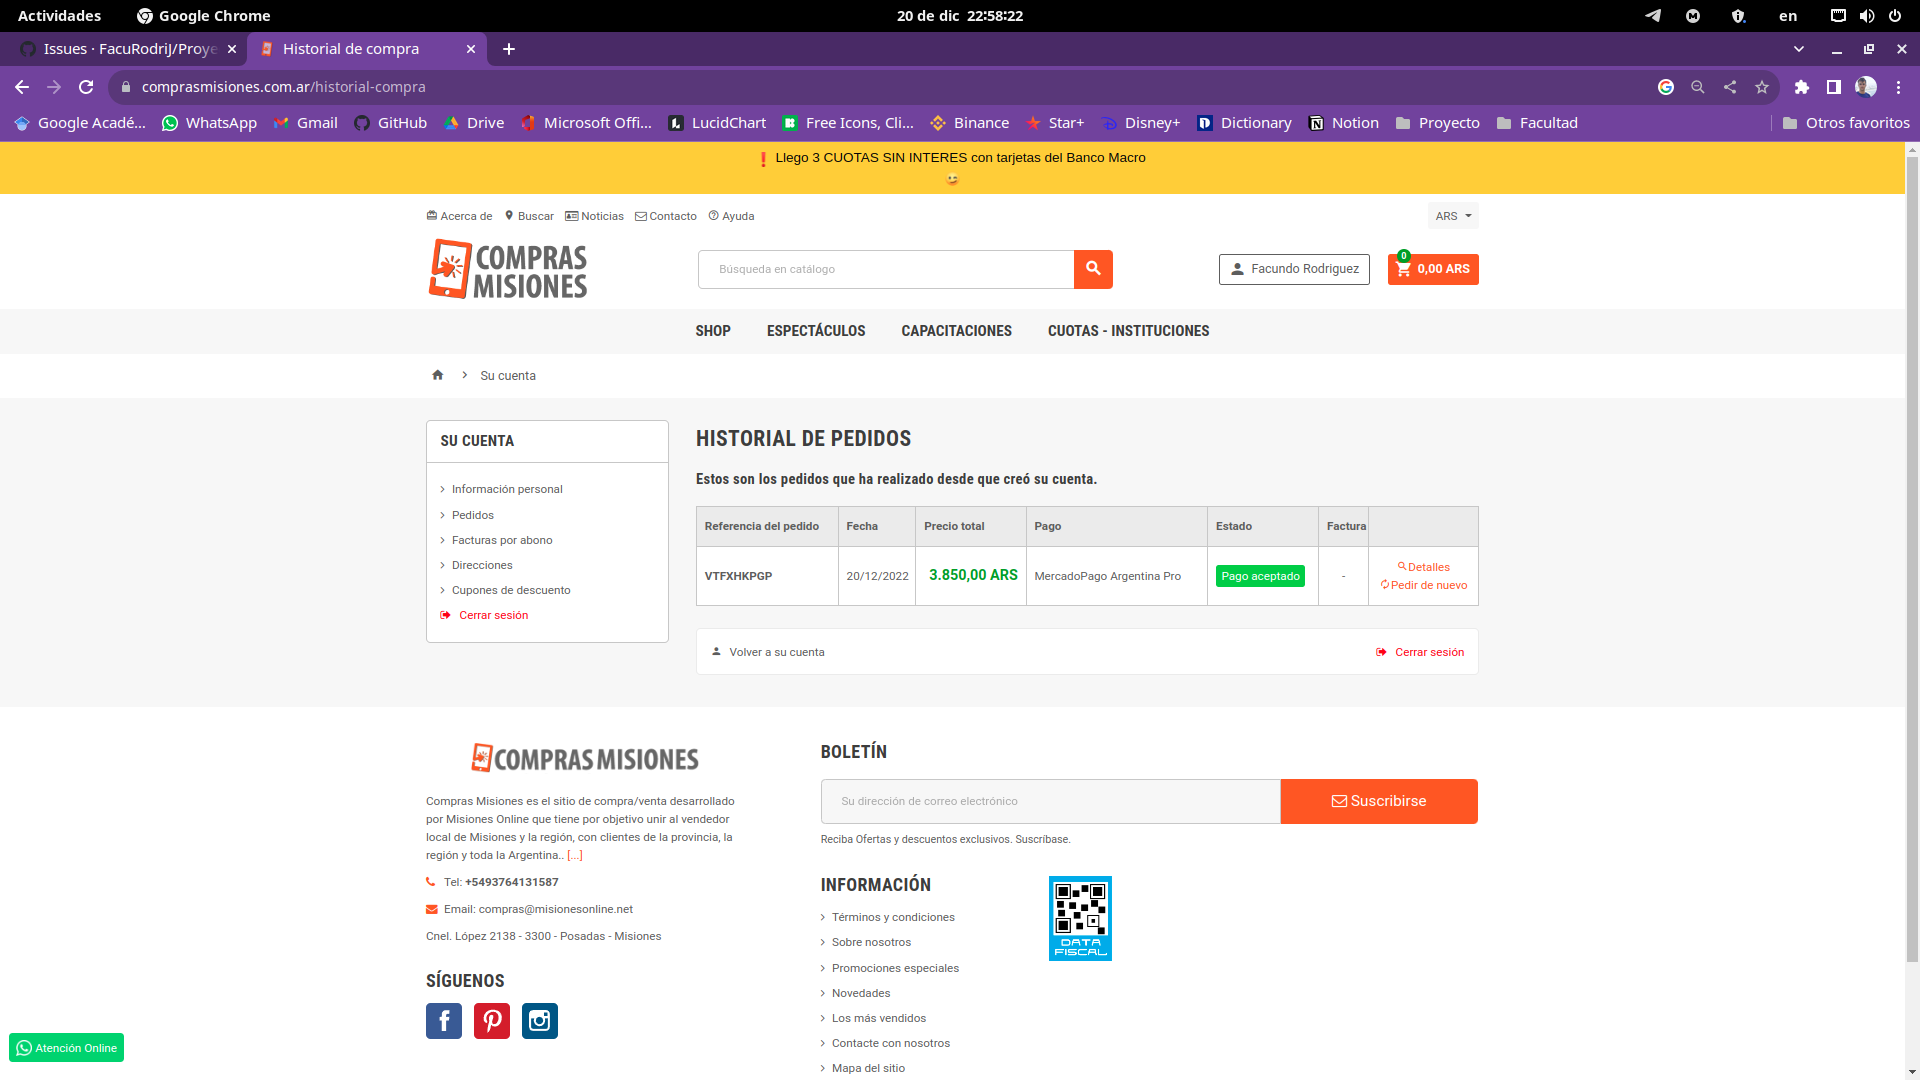 Actividades Google Chrome 20 de dic 22:58:22 en
Issues · FacuRodriJ/Proye Historial de compra
comprasmisiones.com.ar/historial-compra
Google Acadé... WhatsApp Gmail GitHub Drive Microsoft Offi... LucidChart Free Icons, Cli... Binance Star+ Disney+ Dictionary Notion Proyecto Facultad Otros favoritos
❗ Llego 3 CUOTAS SIN INTERES con tarjetas del Banco Macro
Acerca de Buscar Noticias Contacto Ayuda ARS
COMPRAS
MISIONES
Búsqueda en catálogo
Facundo Rodriguez
0
0,00 ARS
SHOP ESPECTÁCULOS CAPACITACIONES CUOTAS - INSTITUCIONES
Su cuenta
SU CUENTA
Información personal
Pedidos
Facturas por abono
Direcciones
Cupones de descuento
Cerrar sesión
HISTORIAL DE PEDIDOS
Estos son los pedidos que ha realizado desde que creó su cuenta.
Referencia del pedido Fecha Precio total Pago Estado Factura
VTFXHKPGP 20/12/2022 3.850,00 ARS MercadoPago Argentina Pro Pago aceptado - Detalles
Pedir de nuevo
Volver a su cuenta Cerrar sesión
COMPRAS MISIONES
Compras Misiones es el sitio de compra/venta desarrollado
por Misiones Online que tiene por objetivo unir al vendedor
local de Misiones y la región, con clientes de la provincia, la
región y toda la Argentina.. [...]
Tel: +5493764131587
Email: compras@misionesonline.net
Cnel. López 2138 - 3300 - Posadas - Misiones
SÍGUENOS
Atención Online
BOLETÍN
Su dirección de correo electrónico
Suscribirse
Reciba Ofertas y descuentos exclusivos. Suscríbase.
INFORMACIÓN
Términos y condiciones
Sobre nosotros
Promociones especiales
Novedades
Los más vendidos
Contacte con nosotros
Mapa del sitio
DATA
FISCAL